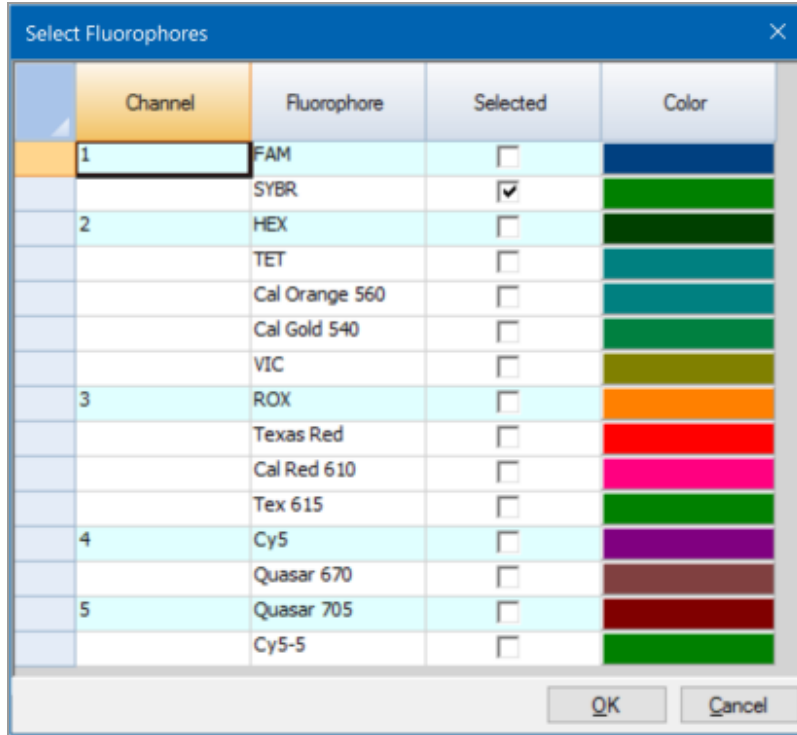 Select Fluorophores
Channel Fluorophore Selected Color
1 FAM
SYBR
2 HEX
TET
Cal Orange 560
Cal Gold 540
VIC
3 ROX
Texas Red
Cal Red 610
Tex 615
4 Cy5
Quasar 670
5 Quasar 705
Cy5-5
OK Cancel